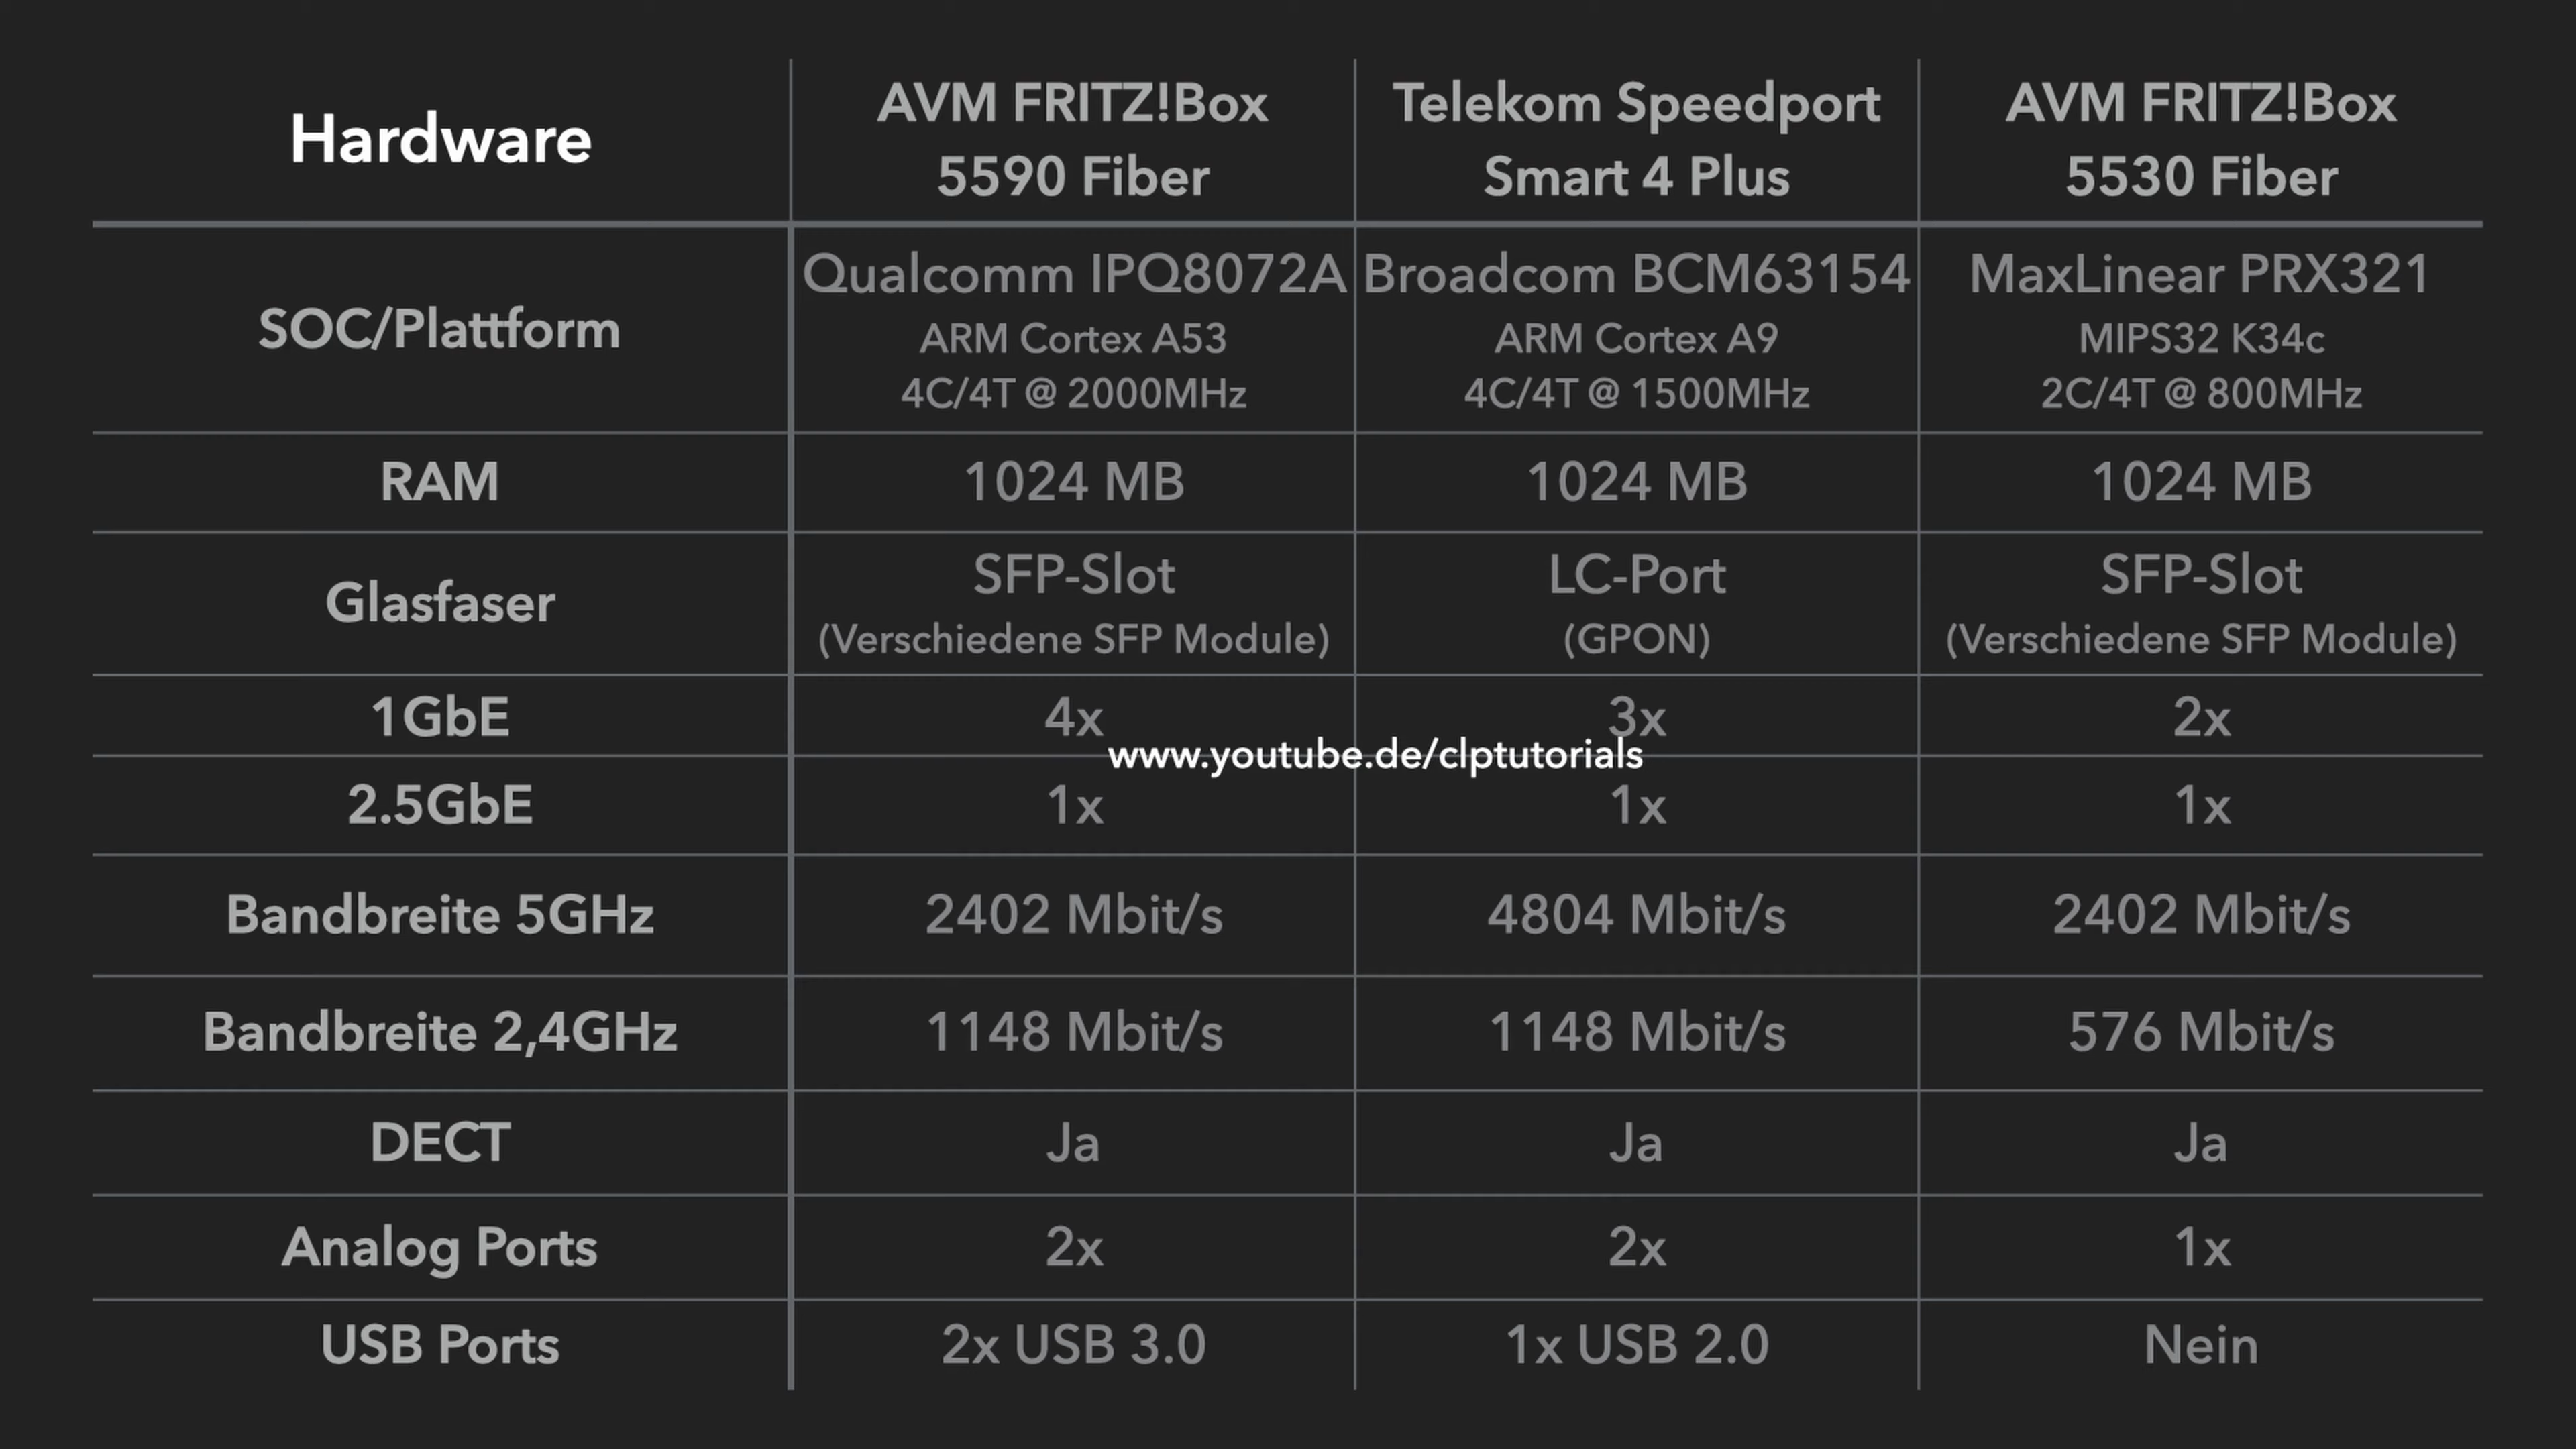 Hardware
AVM FRITZ!Box
5590 Fiber
Telekom Speedport
Smart 4 Plus
AVM FRITZ!Box
5530 Fiber
SOC/Plattform
Qualcomm IPQ8072A
ARM Cortex A53
4C/4T @ 2000MHz
Broadcom BCM63154
ARM Cortex A9
4C/4T @ 1500MHz
MaxLinear PRX321
MIPS32 K34c
2C/4T @ 800MHz
RAM
1024 MB
1024 MB
1024 MB
Glasfaser
SFP-Slot
(Verschiedene SFP Module)
LC-Port
(GPON)
SFP-Slot
(Verschiedene SFP Module)
1GbE
4x
3x
2x
www.youtube.de/clptutorials
2.5GbE
1x
1x
1x
Bandbreite 5GHz
2402 Mbit/s
4804 Mbit/s
2402 Mbit/s
Bandbreite 2,4GHz
1148 Mbit/s
1148 Mbit/s
576 Mbit/s
DECT
Ja
Ja
Ja
Analog Ports
2x
2x
1x
USB Ports
2x USB 3.0
1x USB 2.0
Nein